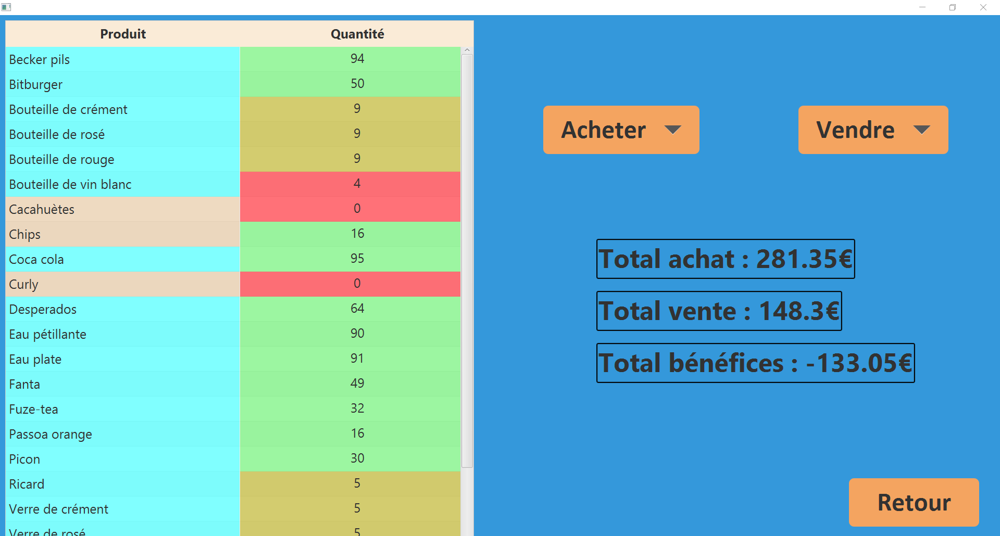 Produit Quantité
Becker pils 94
Bitburger 50
Bouteille de crément 9
Bouteille de rosé 9
Bouteille de rouge 9
Bouteille de vin blanc 4
Cacahuètes 0
Chips 16
Coca cola 95
Curly 0
Desperados 64
Eau pétillante 90
Eau plate 91
Fanta 49
Fuze-tea 32
Passoa orange 16
Picon 30
Ricard 5
Verre de crément 5
Verre de rosé 5
Acheter
Vendre
Total achat : 281.35€
Total vente : 148.3€
Total bénéfices : -133.05€
Retour